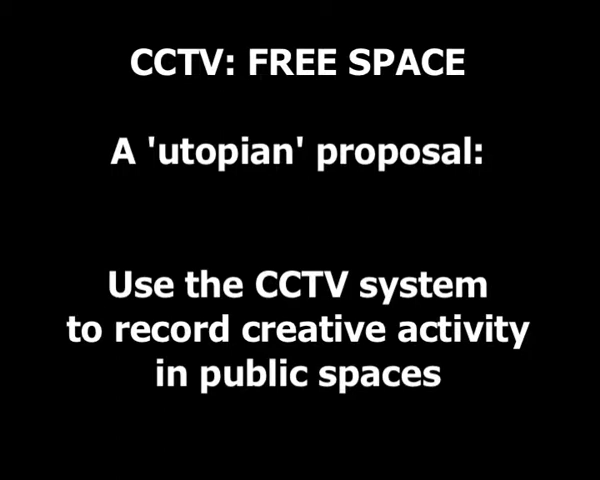 CCTV: FREE SPACE
A 'utopian' proposal:
Use the CCTV system
to record creative activity
in public spaces